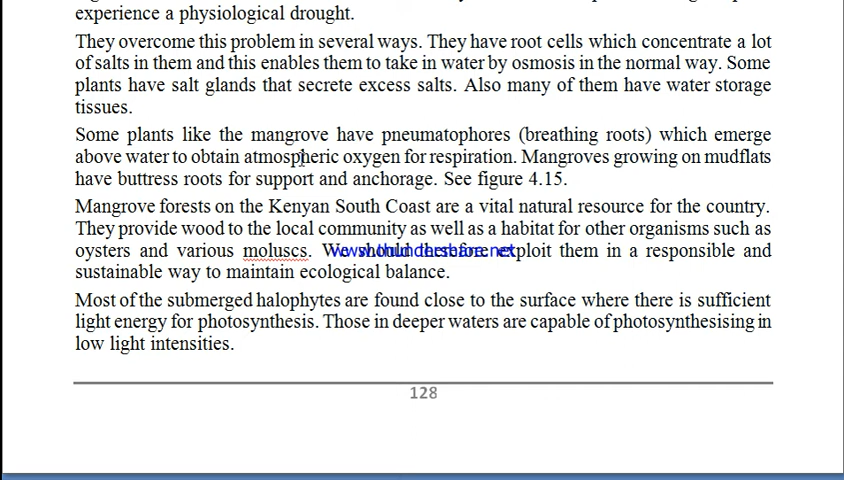 experience a physiological drought.
They overcome this problem in several ways. They have root cells which concentrate a lot
of salts in them and this enables them to take in water by osmosis in the normal way. Some
plants have salt glands that secrete excess salts. Also many of them have water storage
tissues.
Some plants like the mangrove have pneumatophores (breathing roots) which emerge
above water to obtain atmospheric oxygen for respiration. Mangroves growing on mudflats
have buttress roots for support and anchorage. See figure 4.15.
Mangrove forests on the Kenyan South Coast are a vital natural resource for the country.
They provide wood to the local community as well as a habitat for other organisms such as
oysters and various moluscs. We should therefore exploit them in a responsible and
www.thundershare.net
sustainable way to maintain ecological balance.
Most of the submerged halophytes are found close to the surface where there is sufficient
light energy for photosynthesis. Those in deeper waters are capable of photosynthesising in
low light intensities.
128